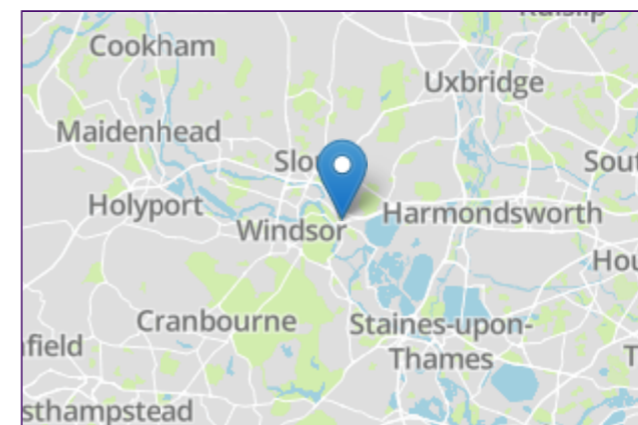 Cookham
Uxbridge
Maidenhead
Holyport
Harmondsworth
Windsor
Cranbourne
Staines-upon-
Thames